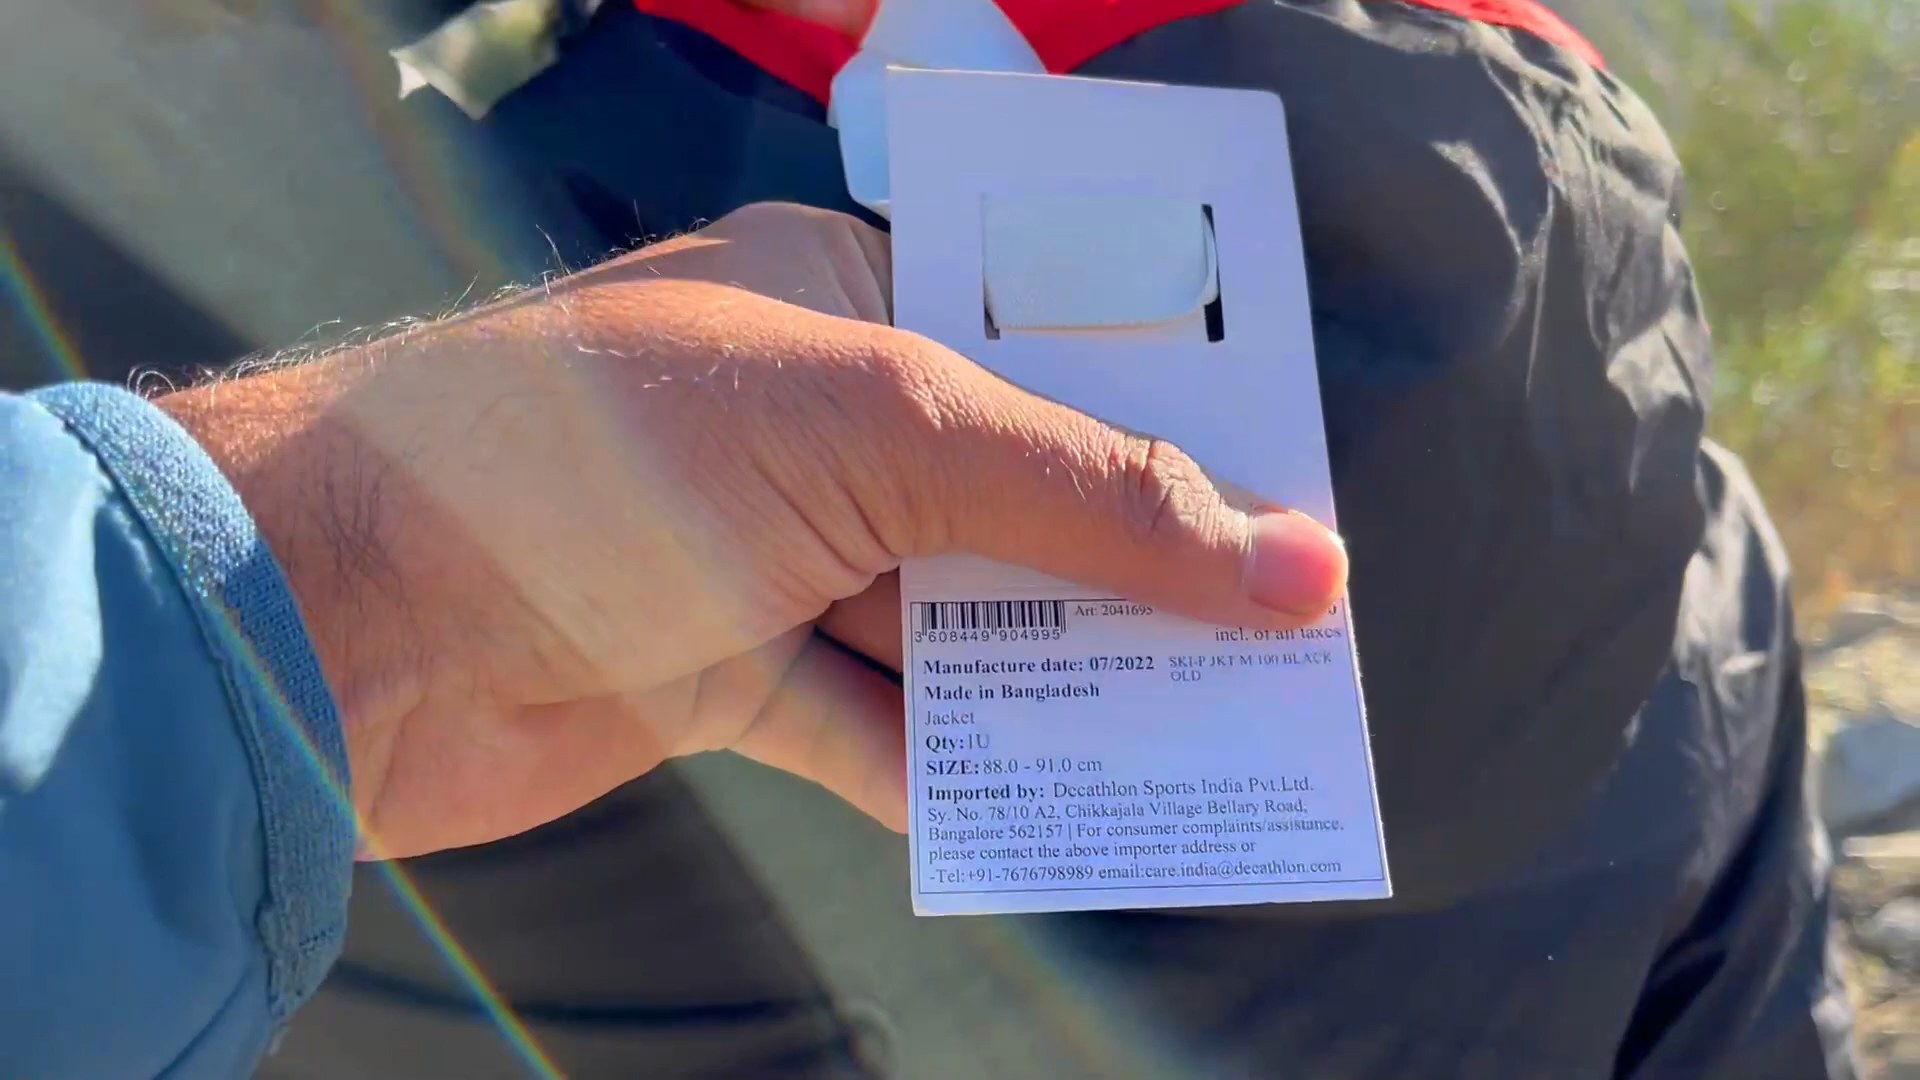 3 608449 904995
Art: 2041695
incl. of all taxes
Manufacture date: 07/2022
SKI-P JKT M 100 BLACK
OLD
Made in Bangladesh
Jacket
Qty:1U
SIZE: 88.0 - 91.0 cm
Imported by: Decathlon Sports India Pvt.Ltd.
Sy. No. 78/10 A2, Chikkajala Village Bellary Road,
Bangalore 562157 | For consumer complaints/assistance,
please contact the above importer address or
-Tel:+91-7676798989 email:care.india@decathlon.com